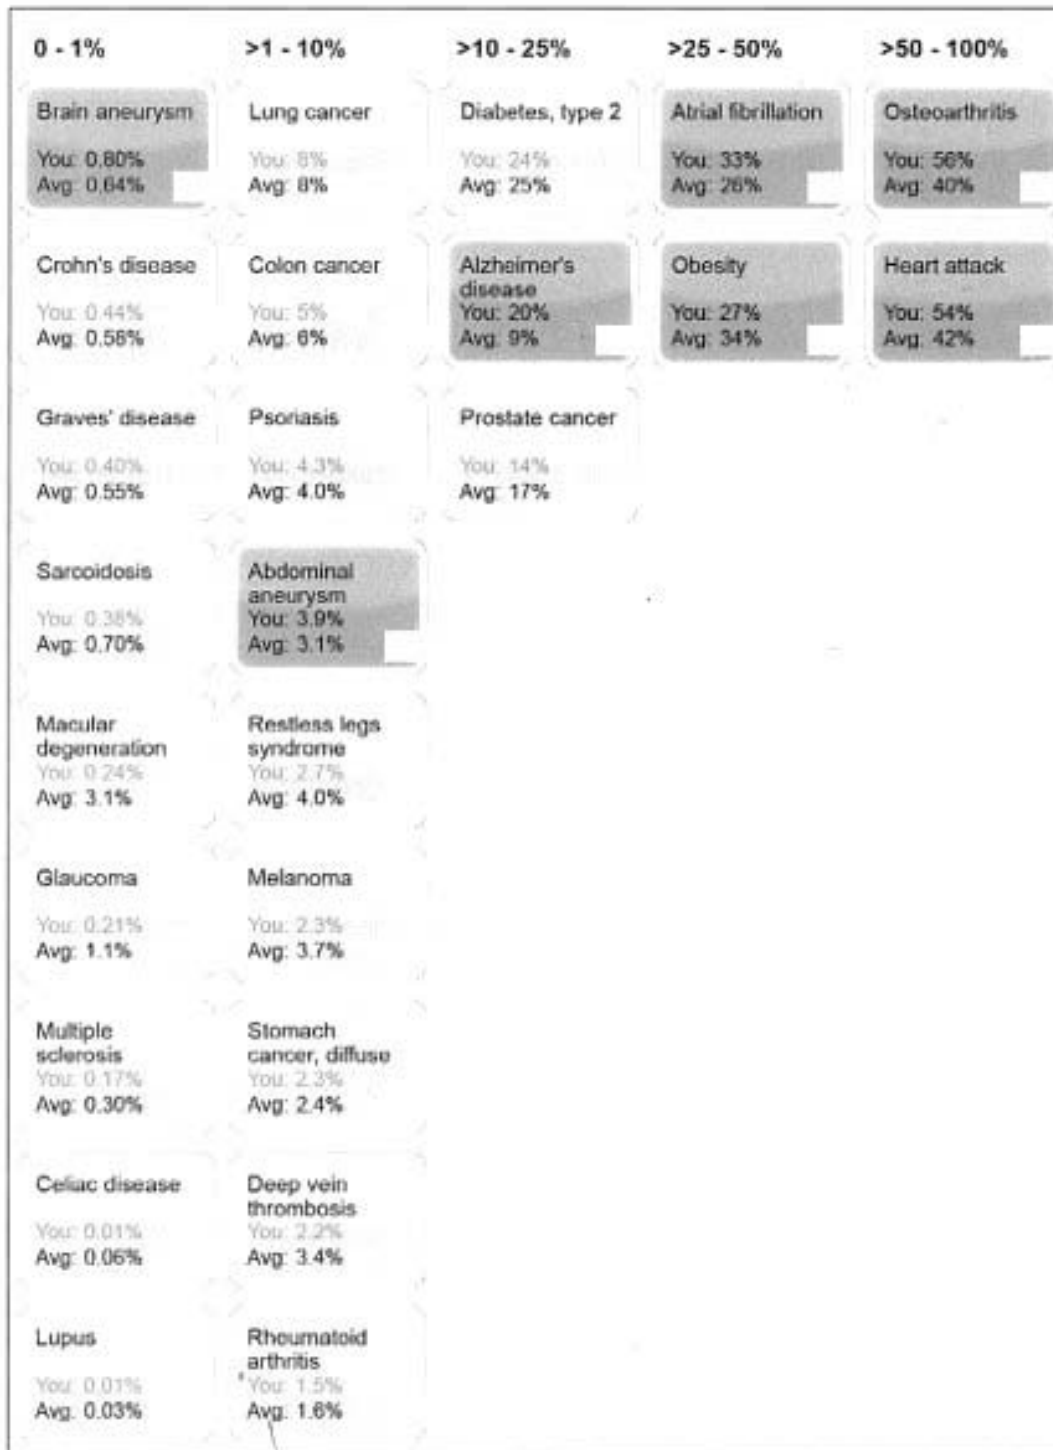 0 - 1%
>1 - 10%
>10 - 25%
>25 - 50%
>50 - 100%
Brain aneurysm
You: 0.80%
Avg: 0.64%
Lung cancer
You: 8%
Avg: 8%
Diabetes, type 2
You: 24%
Avg: 25%
Atrial fibrillation
You: 33%
Avg: 26%
Osteoarthritis
You: 56%
Avg: 40%
Crohn's disease
You: 0.44%
Avg: 0.58%
Colon cancer
You: 5%
Avg: 6%
Alzheimer's
disease
You: 20%
Avg: 9%
Obesity
You: 27%
Avg: 34%
Heart attack
You: 54%
Avg: 42%
Graves' disease
You: 0.40%
Avg: 0.55%
Psoriasis
You: 4.3%
Avg: 4.0%
Prostate cancer
You: 14%
Avg: 17%
Sarcoidosis
You: 0.38%
Avg: 0.70%
Abdominal
aneurysm
You: 3.9%
Avg: 3.1%
Macular
degeneration
You: 0.24%
Avg: 3.1%
Restless legs
syndrome
You: 2.7%
Avg: 4.0%
Glaucoma
You: 0.21%
Avg: 1.1%
Melanoma
You: 2.3%
Avg: 3.7%
Multiple
sclerosis
You: 0.17%
Avg: 0.30%
Stomach
cancer, diffuse
You: 2.3%
Avg: 2.4%
Celiac disease
You: 0.01%
Avg: 0.06%
Deep vein
thrombosis
You: 2.2%
Avg: 3.4%
Lupus
You: 0.01%
Avg. 0.03%
Rheumatoid
arthritis
You: 1.5%
Avg: 1.6%